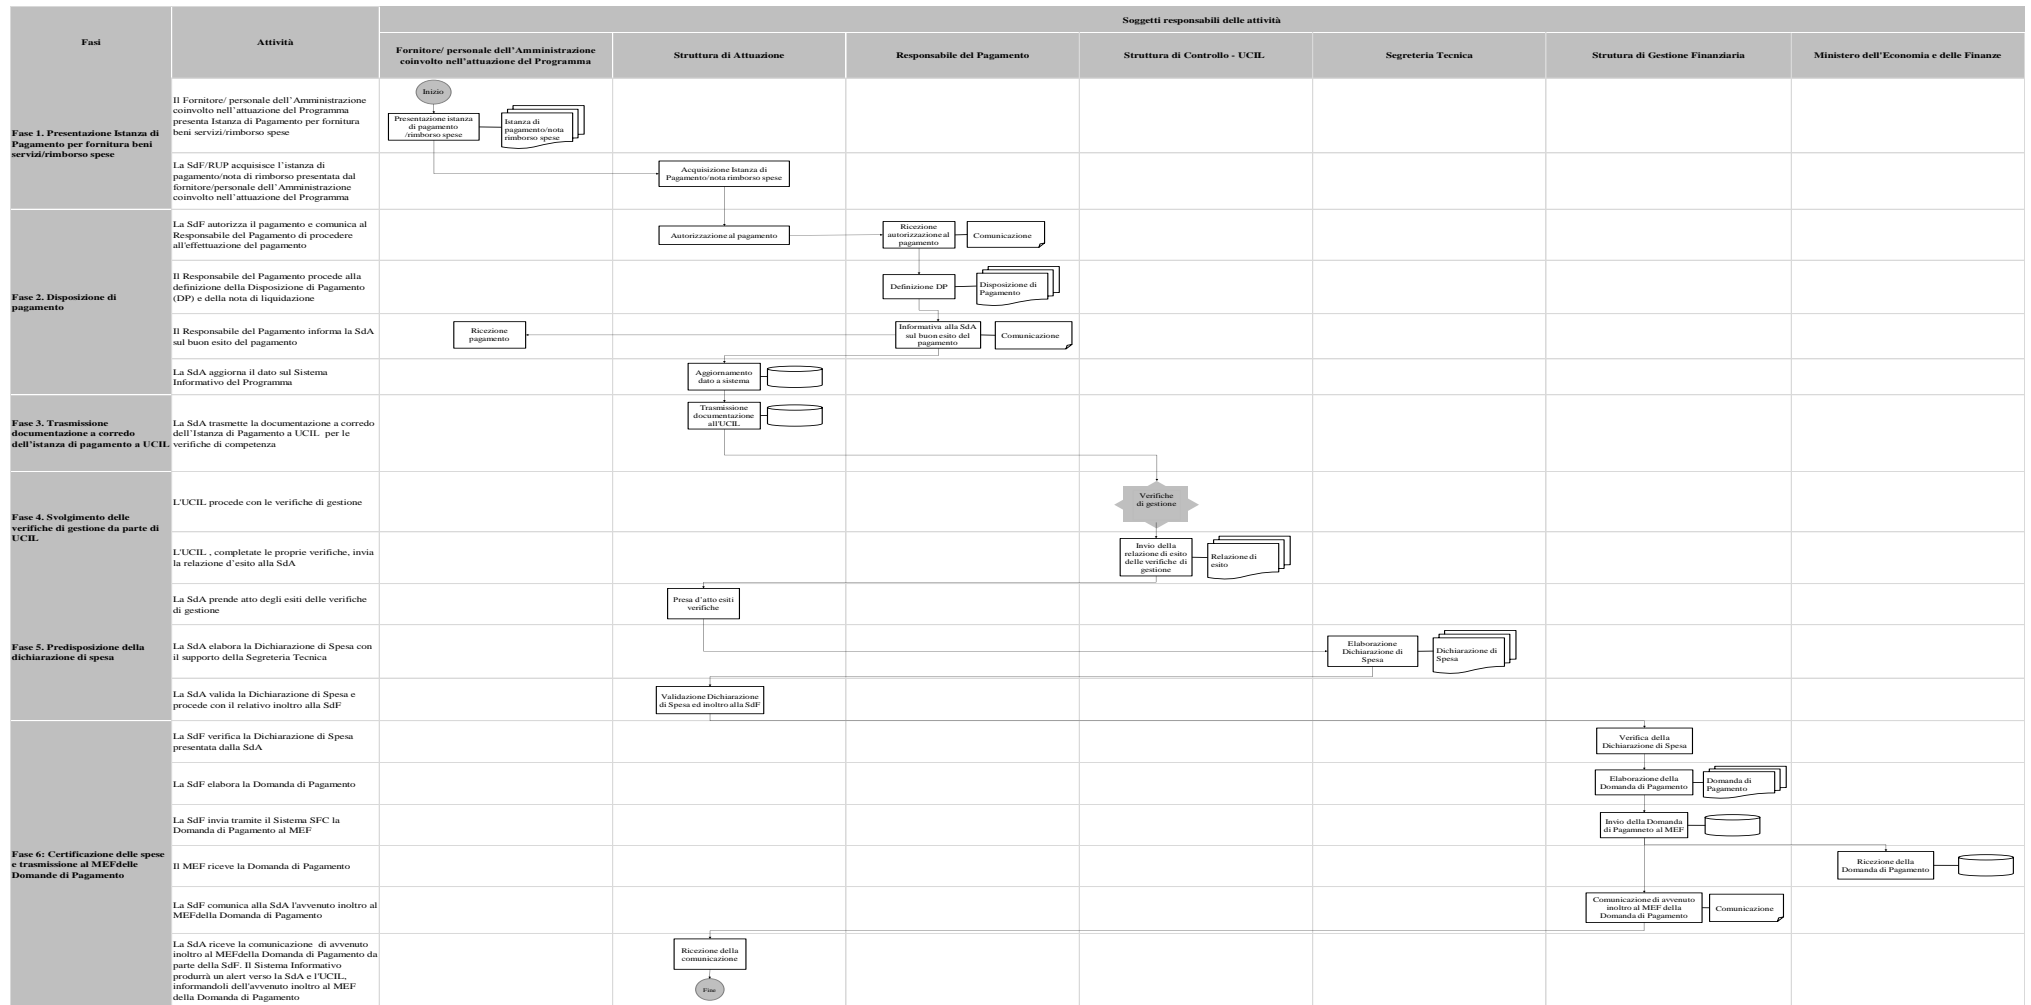 Soggetti responsabili delle attività
Fasi
Attività
Fornitore/ personale dell'Amministrazione
coinvolto nell'attuazione del Programma
Struttura di Attuazione
Responsabile del Pagamento
Struttura di Controllo - UCIL
Segreteria Tecnica
Strutura di Gestione Finanziaria
Ministero dell'Economia e delle Finanze
Fase 1. Presentazione Istanza di
Pagamento per fornitura beni
servizi/rimborso spese
Il Fornitore/ personale dell'Amministrazione
coinvolto nell'attuazione del Programma
presenta Istanza di Pagamento per fornitura
beni servizi/rimborso spese
Inizio
Presentazione istanza
di pagamento
/rimborso spese
Istanza di
pagamento/nota
rimborso spese
La SdF/RUP acquisisce l'istanza di
pagamento/nota di rimborso presentata dal
fornitore/personale dell'Amministrazione
coinvolto nell'attuazione del Programma
Acquisizione Istanza di
Pagamento/nota rimborso spese
Fase 2. Disposizione di
pagamento
La SdF autorizza il pagamento e comunica al
Responsabile del Pagamento di procedere
all'effettuazione del pagamento
Autorizzazione al pagamento
Ricezione
autorizzazione al
pagamento
Comunicazione
Il Responsabile del Pagamento procede alla
definizione della Disposizione di Pagamento
(DP) e della nota di liquidazione
Definizione DP
Disposizione di
Pagamento
Il Responsabile del Pagamento informa la SdA
sul buon esito del pagamento
Ricezione
pagamento
Informativa alla SdA
sul buon esito del
pagamento
Comunicazione
La SdA aggiorna il dato sul Sistema
Informativo del Programma
Aggiornamento
dato a sistema
Fase 3. Trasmissione
documentazione a corredo
dell'istanza di pagamento a UCIL
La SdA trasmette la documentazione a corredo
dell'Istanza di Pagamento a UCIL per le
verifiche di competenza
Trasmissione
documentazione
all'UCIL
Fase 4. Svolgimento delle
verifiche di gestione da parte di
UCIL
L'UCIL procede con le verifiche di gestione
Verifiche
di gestione
L'UCIL , completate le proprie verifiche, invia
la relazione d'esito alla SdA
Invio della
relazione di esito
delle verifiche di
gestione
Relazione di
esito
Fase 5. Predisposizione della
dichiarazione di spesa
La SdA prende atto degli esiti delle verifiche
di gestione
Presa d'atto esiti
verifiche
La SdA elabora la Dichiarazione di Spesa con
il supporto della Segreteria Tecnica
Elaborazione
Dichiarazione di
Spesa
Dichiarazione di
Spesa
La SdA valida la Dichiarazione di Spesa e
procede con il relativo inoltro alla SdF
Validazione Dichiarazione
di Spesa ed inoltro alla SdF
Fase 6: Certificazione delle spese
e trasmissione al MEFdelle
Domande di Pagamento
La SdF verifica la Dichiarazione di Spesa
presentata dalla SdA
Verifica della
Dichiarazione di Spesa
La SdF elabora la Domanda di Pagamento
Elaborazione della
Domanda di Pagamento
Domanda di
Pagamento
La SdF invia tramite il Sistema SFC la
Domanda di Pagamento al MEF
Invio della Domanda
di Pagamneto al MEF
Il MEF riceve la Domanda di Pagamento
Ricezione della
Domanda di Pagamento
La SdF comunica alla SdA l'avvenuto inoltro al
MEFdella Domanda di Pagamento
Comunicazione di avvenuto
inoltro al MEF della
Domanda di Pagamento
Comunicazione
La SdA riceve la comunicazione di avvenuto
inoltro al MEFdella Domanda di Pagamento da
parte della SdF. Il Sistema Informativo
produrrà un alert verso la SdA e l'UCIL,
informandoli dell'avvenuto inoltro al MEF
della Domanda di Pagamento
Ricezione della
comunicazione
Fine